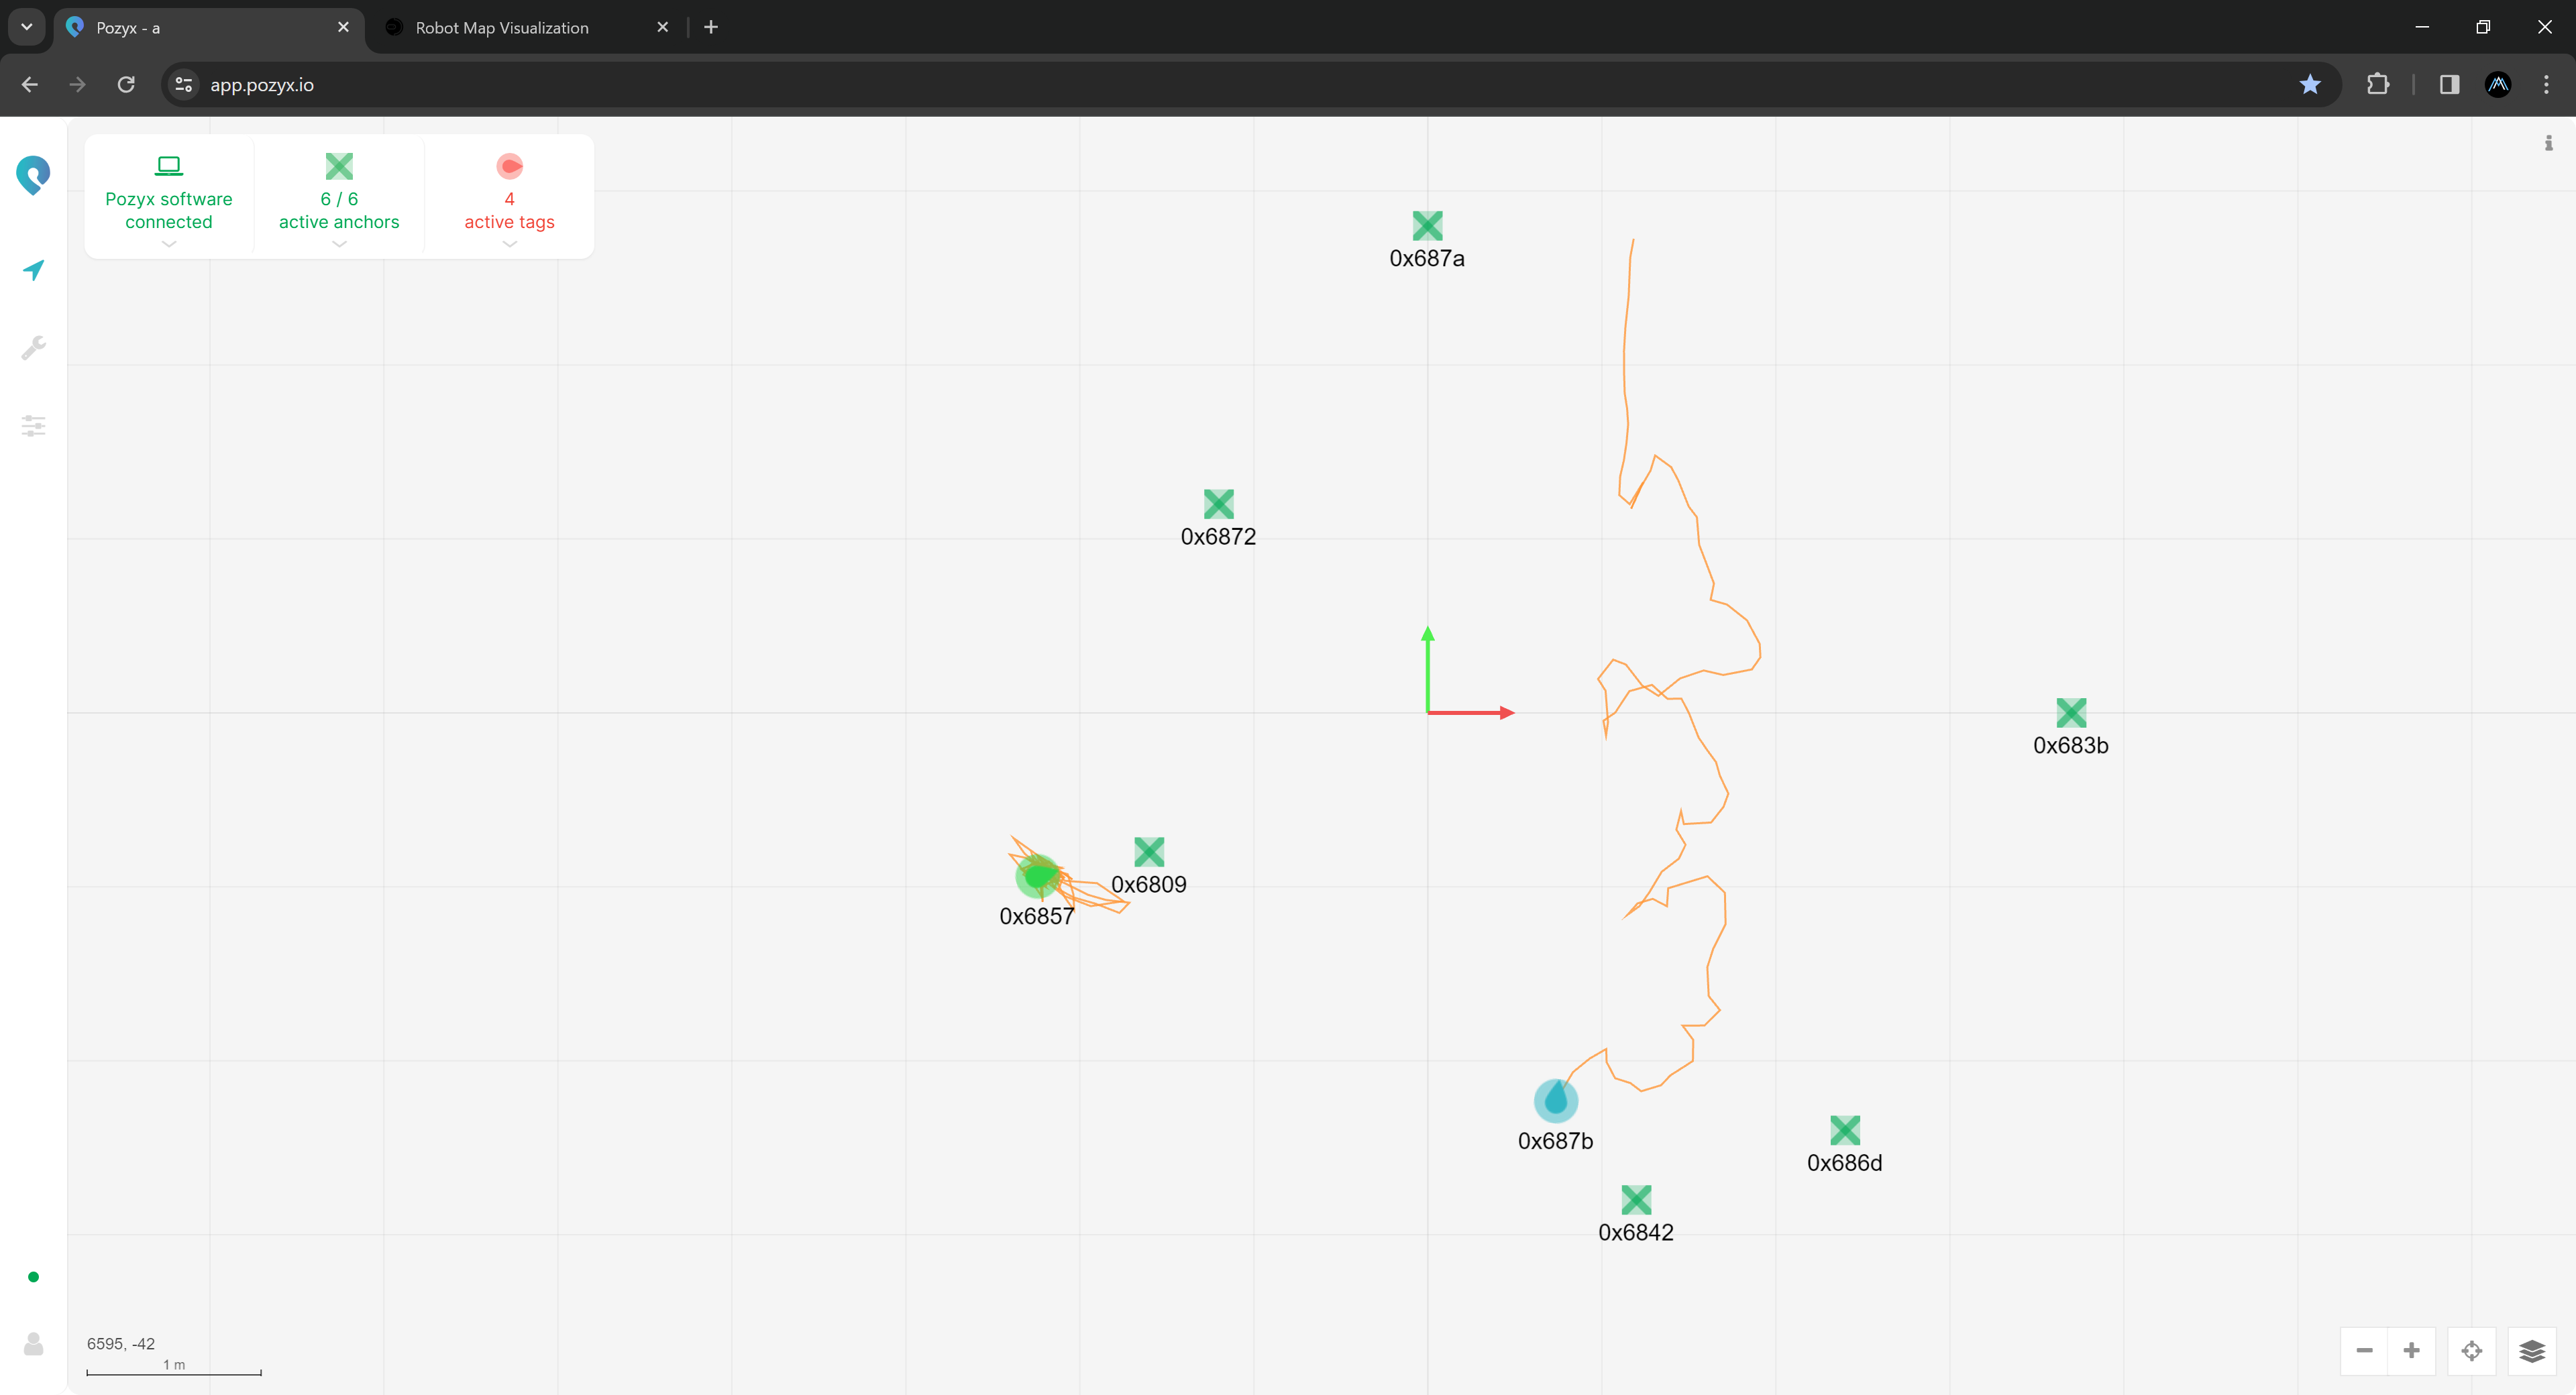 Pozyx - a
Robot Map Visualization
app.pozyx.io
Pozyx software
connected
6 / 6
active anchors
4
active tags
0x687a
0x6872
0x683b
0x6809
0x6857
0x687b
0x686d
0x6842
6595, -42
1 m